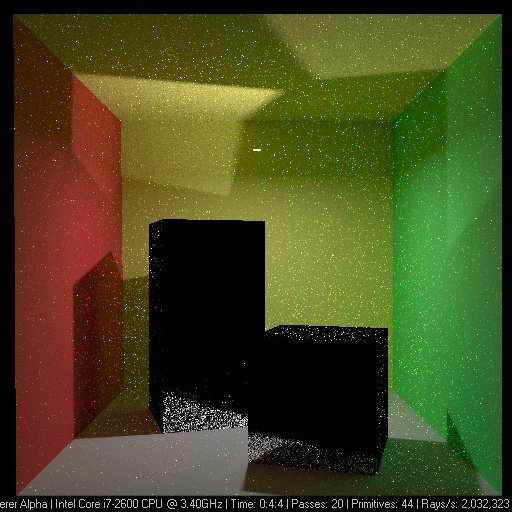 erer Alpha | Intel Core i7-2600 CPU @ 3.40GHz | Time: 0:4:4 | Passes: 20 | Primitives: 44 | Rays/s: 2,032,323